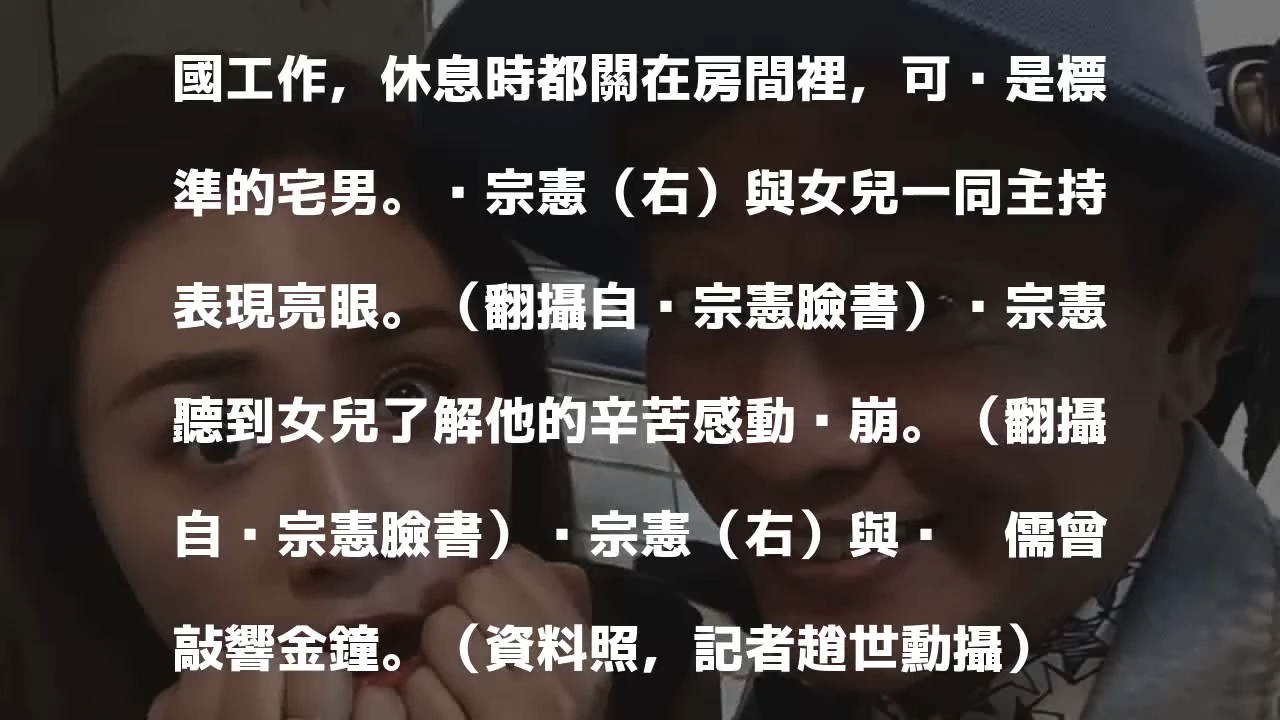 國工作，休息時都關在房間裡，可▪是標
準的宅男。▪宗憲（右）與女兒一同主持
表現亮眼。（翻攝自▪宗憲臉書）▪宗憲
聽到女兒了解他的辛苦感動▪崩。（翻攝
自▪宗憲臉書）▪宗憲（右）與▪　儒曾
敲響金鐘。（資料照，記者趙世勳攝）